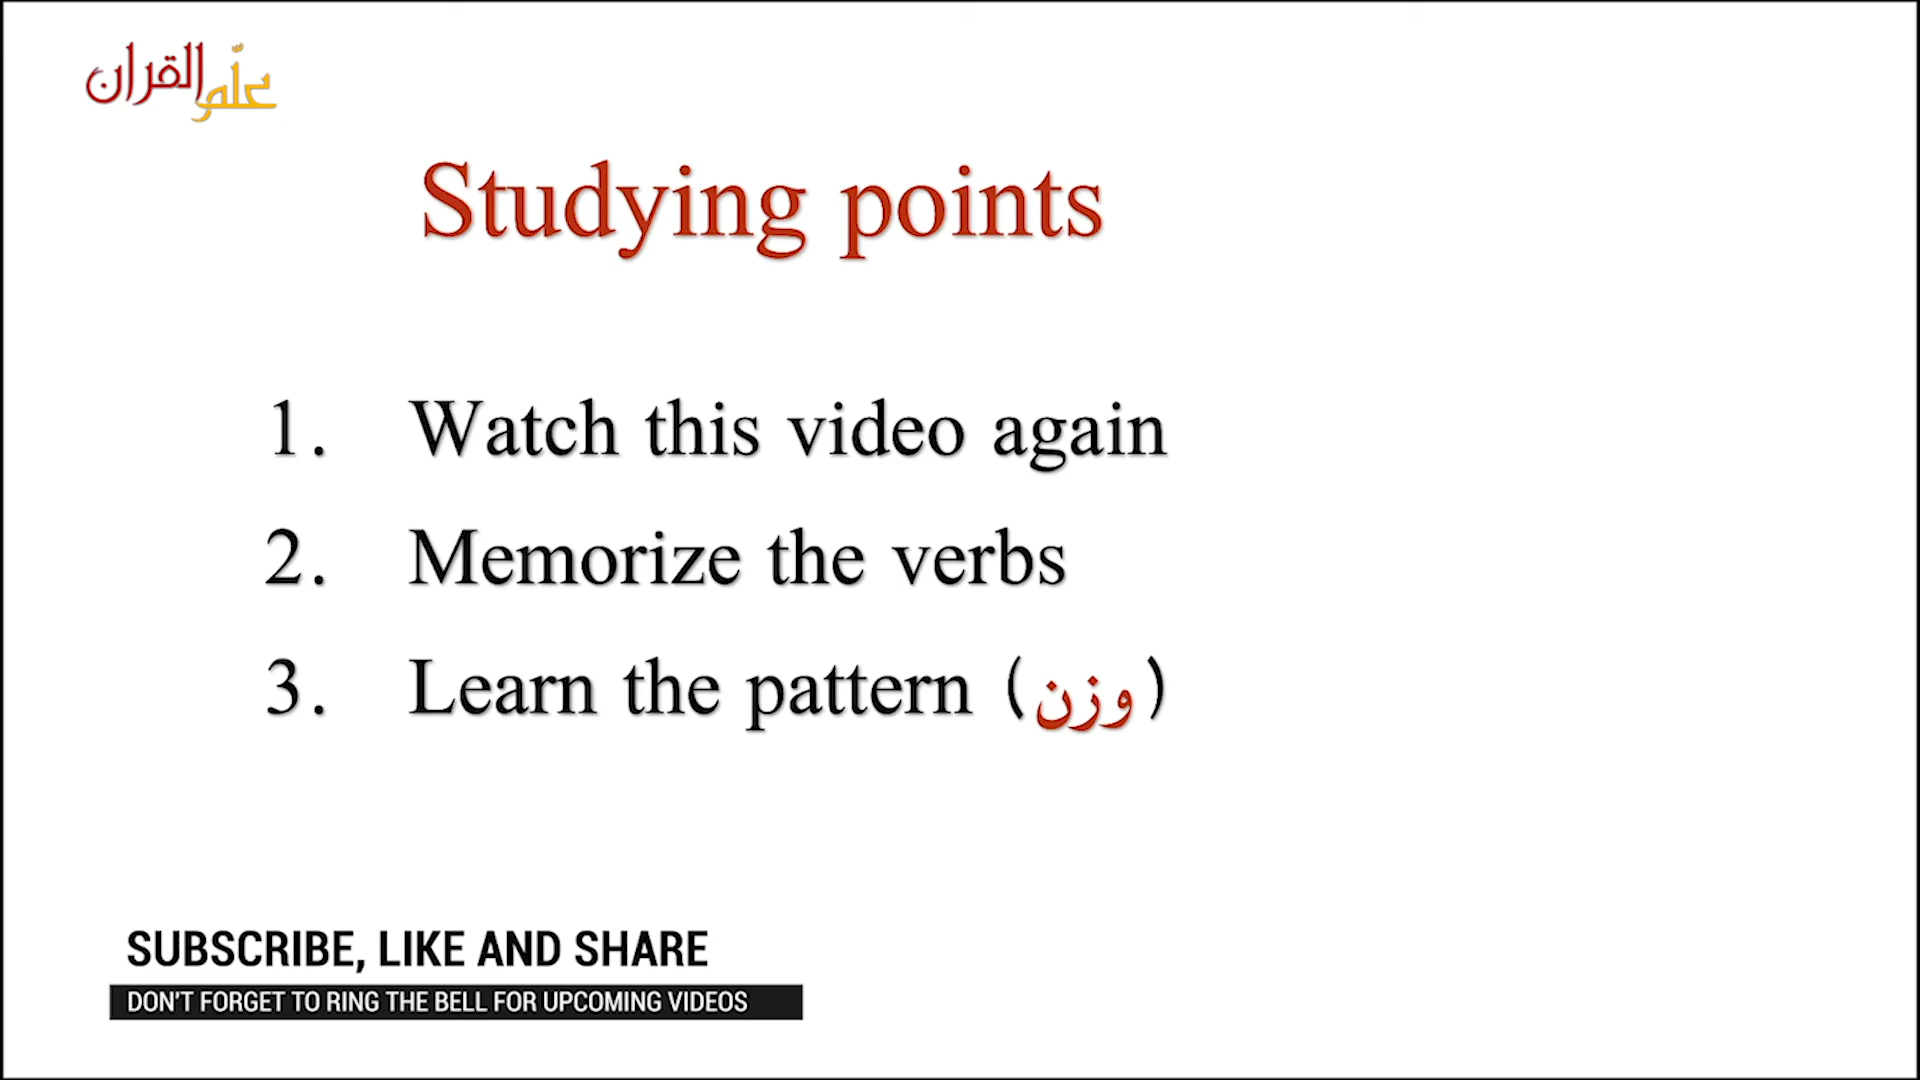 علّم القران
Studying points
1. Watch this video again
2. Memorize the verbs
3. Learn the pattern (وزن)
SUBSCRIBE, LIKE AND SHARE
DON'T FORGET TO RING THE BELL FOR UPCOMING VIDEOS